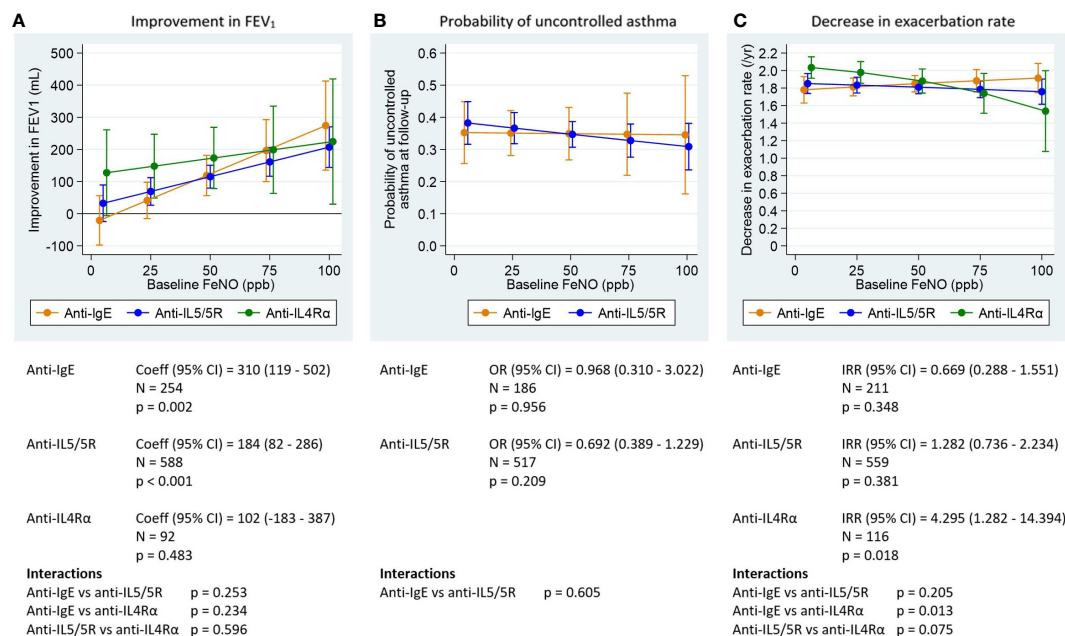 A Improvement in FEV₁
500
400
300
200
100
0
-100
Improvement in FEV1 (mL)
0 25 50 75 100
Baseline FeNO (ppb)
Anti-IgE Anti-IL5/5R Anti-IL4Rα
B Probability of uncontrolled asthma
0.6
0.5
0.4
0.3
0.2
0.1
0.0
Probability of uncontrolled
asthma at follow-up
0 25 50 75 100
Baseline FeNO (ppb)
Anti-IgE Anti-IL5/5R
C Decrease in exacerbation rate
2.2
2.0
1.8
1.6
1.4
1.2
1.0
0.8
0.6
0.4
0.2
0
Decrease in exacerbation rate (/yr)
0 25 50 75 100
Baseline FeNO (ppb)
Anti-IgE Anti-IL5/5R Anti-IL4Rα
Anti-IgE Coeff (95% CI) = 310 (119 - 502)
N = 254
p = 0.002
Anti-IL5/5R Coeff (95% CI) = 184 (82 - 286)
N = 588
p < 0.001
Anti-IL4Rα Coeff (95% CI) = 102 (-183 - 387)
N = 92
p = 0.483
Interactions
Anti-IgE vs anti-IL5/5R p = 0.253
Anti-IgE vs anti-IL4Rα p = 0.234
Anti-IL5/5R vs anti-IL4Rα p = 0.596
Anti-IgE OR (95% CI) = 0.968 (0.310 - 3.022)
N = 186
p = 0.956
Anti-IL5/5R OR (95% CI) = 0.692 (0.389 - 1.229)
N = 517
p = 0.209
Anti-IgE vs anti-IL5/5R p = 0.605
Anti-IgE IRR (95% CI) = 0.669 (0.288 - 1.551)
N = 211
p = 0.348
Anti-IL5/5R IRR (95% CI) = 1.282 (0.736 - 2.234)
N = 559
p = 0.381
Anti-IL4Rα IRR (95% CI) = 4.295 (1.282 - 14.394)
N = 116
p = 0.018
Interactions
Anti-IgE vs anti-IL5/5R p = 0.205
Anti-IgE vs anti-IL4Rα p = 0.013
Anti-IL5/5R vs anti-IL4Rα p = 0.075